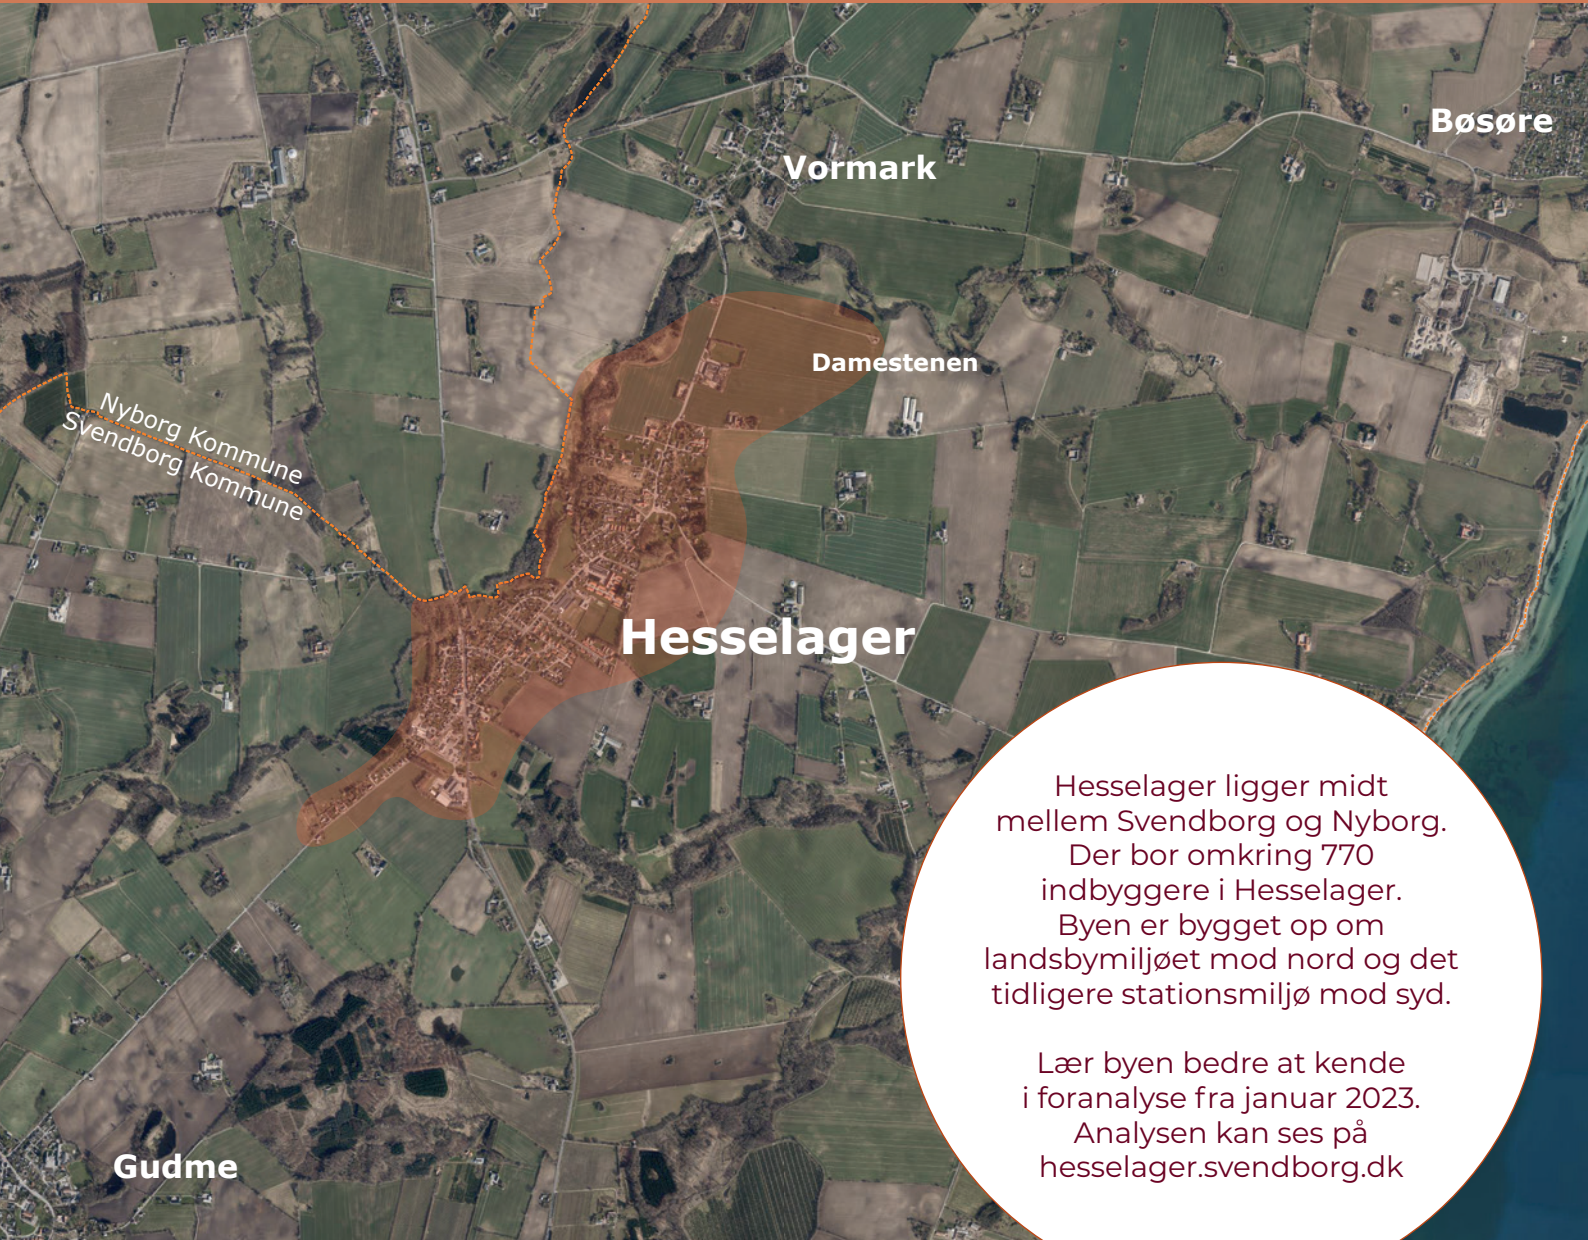 Bøsøre
Vormark
Damestenen
Nyborg Kommune
Svendborg Kommune
Hesselager
Hesselager ligger midt
mellem Svendborg og Nyborg.
Der bor omkring 770
indbyggere i Hesselager.
Byen er bygget op om
landsbymiljøet mod nord og det
tidligere stationsmiljø mod syd.
Lær byen bedre at kende
i foranalyse fra januar 2023.
Analysen kan ses på
hesselager.svendborg.dk
Gudme